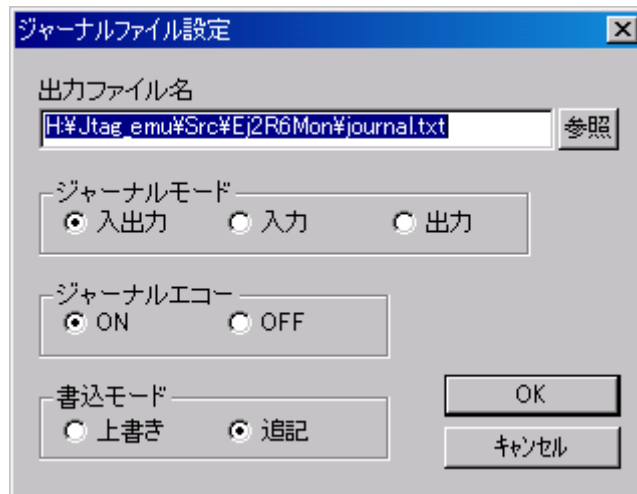 ジャーナルファイル設定
出力ファイル名
H:¥Jtag_emu¥Src¥Ej2R6Mon¥journal.txt 参照
ジャーナルモード
入出力 入力 出力
ジャーナルエコー
ON OFF
書込モード
上書き 追記
OK
キャンセル